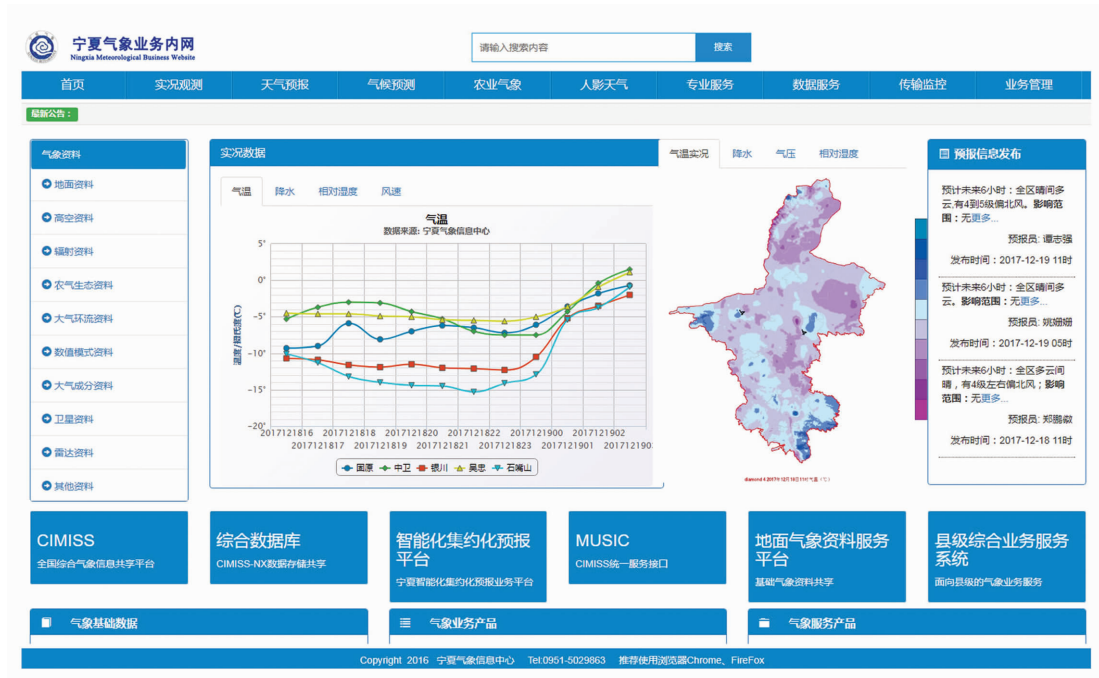 宁夏气象业务内网
Ningxia Meteorological Business Website
请输入搜索内容
搜索
首页 实况观测 天气预报 气候预测 农业气象 人影天气 专业服务 数据服务 传输监控 业务管理
最新公告：
气象资料
地面资料
高空资料
辐射资料
农气生态资料
大气环流资料
数值模式资料
大气成分资料
卫星资料
雷达资料
其他资料
实况数据
气温 降水 相对湿度 风速
气温
数据来源: 宁夏气象信息中心
温度/摄氏度(℃)
5°
0°
-5°
-10°
-15°
-20°
2017121816 2017121818 2017121820 2017121822 2017121900 2017121902
2017121817 2017121819 2017121821 2017121823 2017121901 201712190
固原 中卫 银川 吴忠 石嘴山
气温实况 降水 气压 相对湿度
预报信息发布
预计未来6小时：全区晴间多
云,有4到5级偏北风。影响范
围：无更多...
预报员: 谭志强
发布时间：2017-12-19 11时
预计未来6小时：全区晴间多
云。影响范围：无更多...
预报员: 姚姗姗
发布时间：2017-12-19 05时
预计未来6小时：全区多云间
晴，有4级左右偏北风；影响
范围：无更多...
预报员: 郑鹏徽
发布时间：2017-12-18 11时
CIMISS
全国综合气象信息共享平台
综合数据库
CIMISS-NX数据存储共享
智能化集约化预报
平台
宁夏智能化集约化预报业务平台
MUSIC
CIMISS统一服务接口
地面气象资料服务
平台
基础气象资料共享
县级综合业务服务
系统
面向县级的气象业务服务
气象基础数据
气象业务产品
气象服务产品
Copyright 2016 宁夏气象信息中心 Tel:0951-5029863 推荐使用浏览器Chrome、FireFox